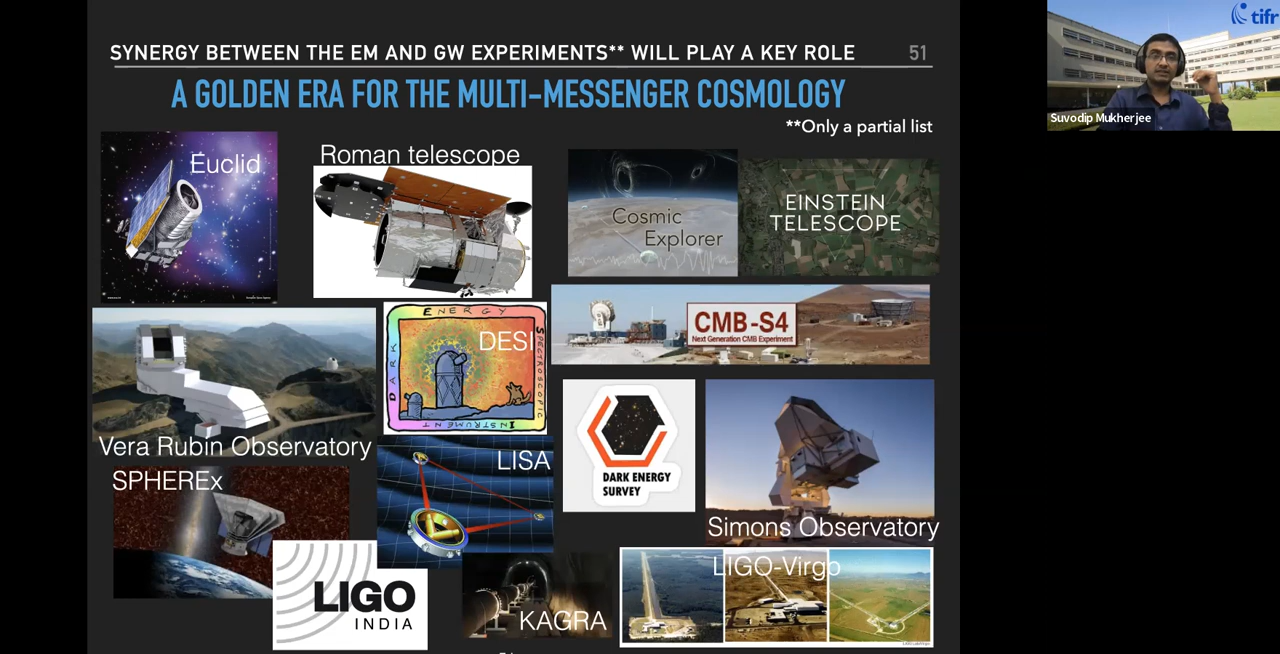 SYNERGY BETWEEN THE EM AND GW EXPERIMENTS** WILL PLAY A KEY ROLE
51
A GOLDEN ERA FOR THE MULTI-MESSENGER COSMOLOGY
**Only a partial list
tifr
Suvodip Mukherjee
Euclid
Roman telescope
Cosmic
Explorer
EINSTEIN
TELESCOPE
Vera Rubin Observatory
DARK
ENERGY
SPECTROSCOPIC
INSTRUMENT
DESI
CMB-S4
Next Generation CMB Experiment
SPHEREx
LISA
DARK ENERGY
SURVEY
Simons Observatory
LIGO
INDIA
KAGRA
LIGO-Virgo